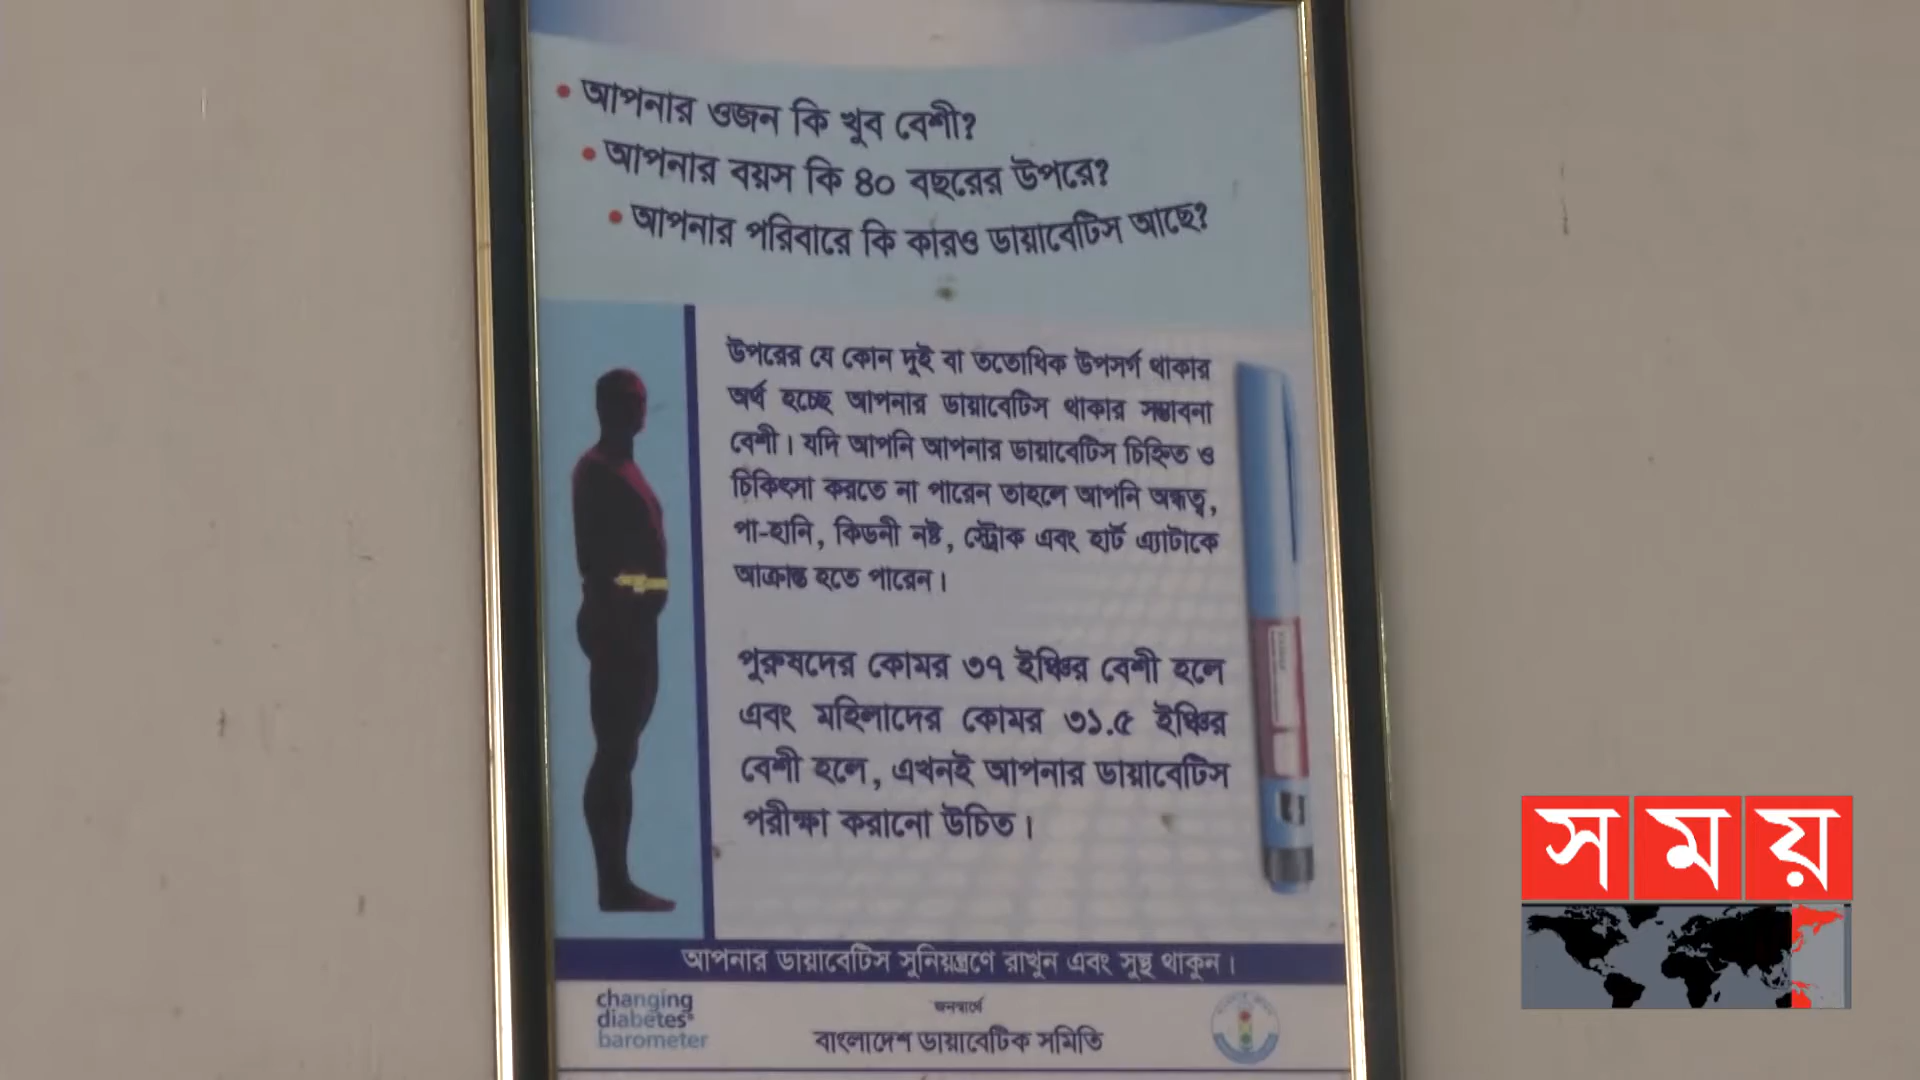 • আপনার ওজন কি খুব বেশী?
• আপনার বয়স কি ৪০ বছরের উপরে?
• আপনার পরিবারে কি কারও ডায়াবেটিস আছে?
উপরের যে কোন দুই বা ততোধিক উপসর্গ থাকার
অর্থ হচ্ছে আপনার ডায়াবেটিস থাকার সম্ভাবনা
বেশী। যদি আপনি আপনার ডায়াবেটিস চিহ্নিত ও
চিকিৎসা করতে না পারেন তাহলে আপনি অন্ধত্ব,
পা-হানি, কিডনী নষ্ট, স্ট্রোক এবং হার্ট এ্যাটাকে
আক্রান্ত হতে পারেন।
পুরুষদের কোমর ৩৭ ইঞ্চির বেশী হলে
এবং মহিলাদের কোমর ৩১.৫ ইঞ্চির
বেশী হলে, এখনই আপনার ডায়াবেটিস
পরীক্ষা করানো উচিত।
আপনার ডায়াবেটিস সুনিয়ন্ত্রণে রাখুন এবং সুস্থ থাকুন।
changing
diabetes®
barometer
জনস্বার্থে
বাংলাদেশ ডায়াবেটিক সমিতি
সময়